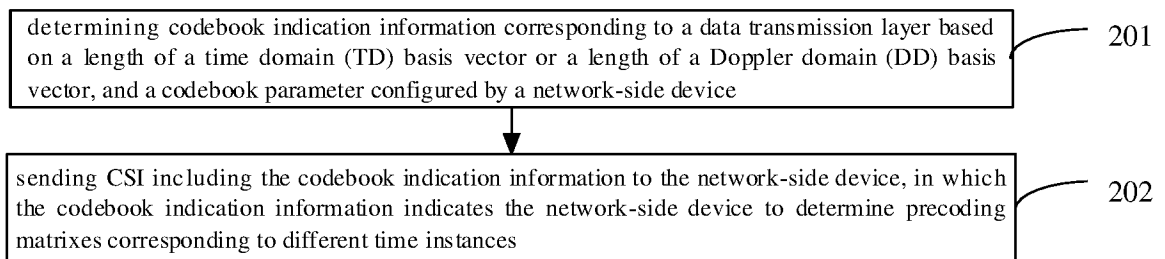 determining codebook indication information corresponding to a data transmission layer based
on a length of a time domain (TD) basis vector or a length of a Doppler domain (DD) basis
vector, and a codebook parameter configured by a network-side device
201
sending CSI including the codebook indication information to the network-side device, in which
the codebook indication information indicates the network-side device to determine precoding
matrixes corresponding to different time instances
202